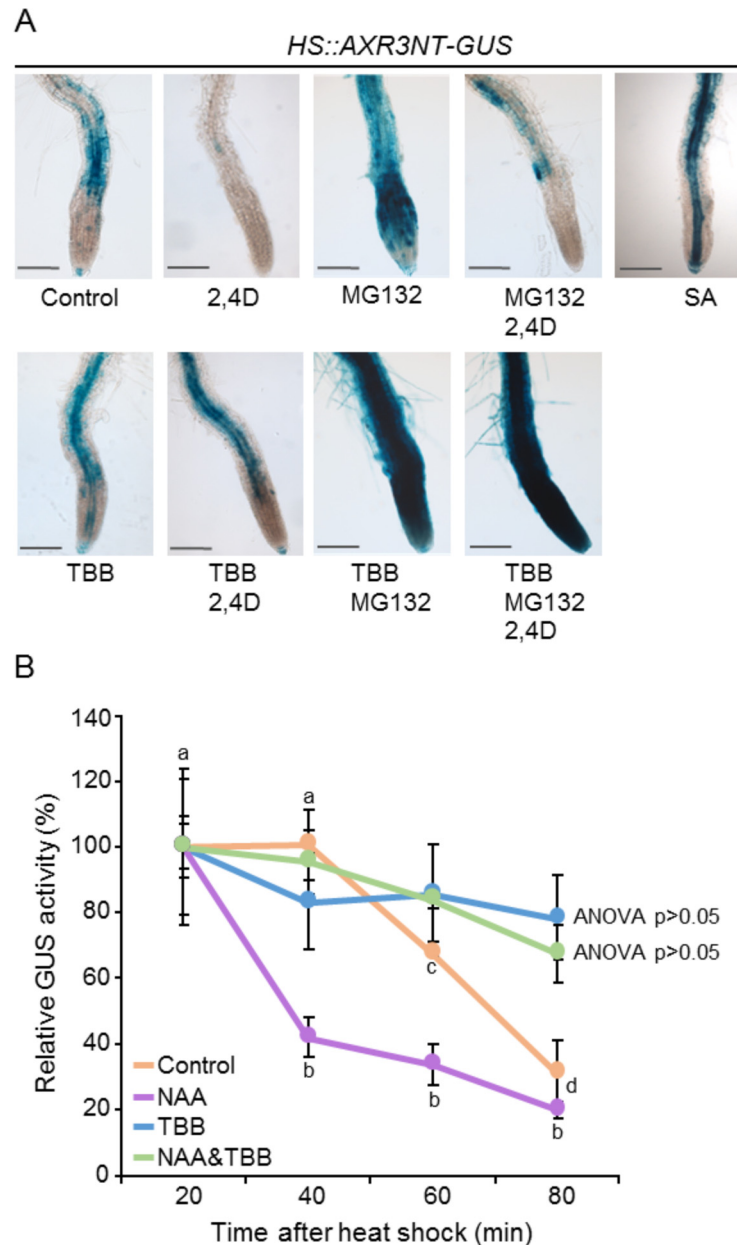 A
HS::AXR3NT-GUS
Control
2,4D
MG132
MG132
2,4D
SA
TBB
TBB
2,4D
TBB
MG132
TBB
MG132
2,4D
B
Relative GUS activity (%)
140
120
100
80
60
40
20
0
a
a
c
b
b
d
b
ANOVA p>0.05
ANOVA p>0.05
Control
NAA
TBB
NAA&TBB
20 40 60 80
Time after heat shock (min)